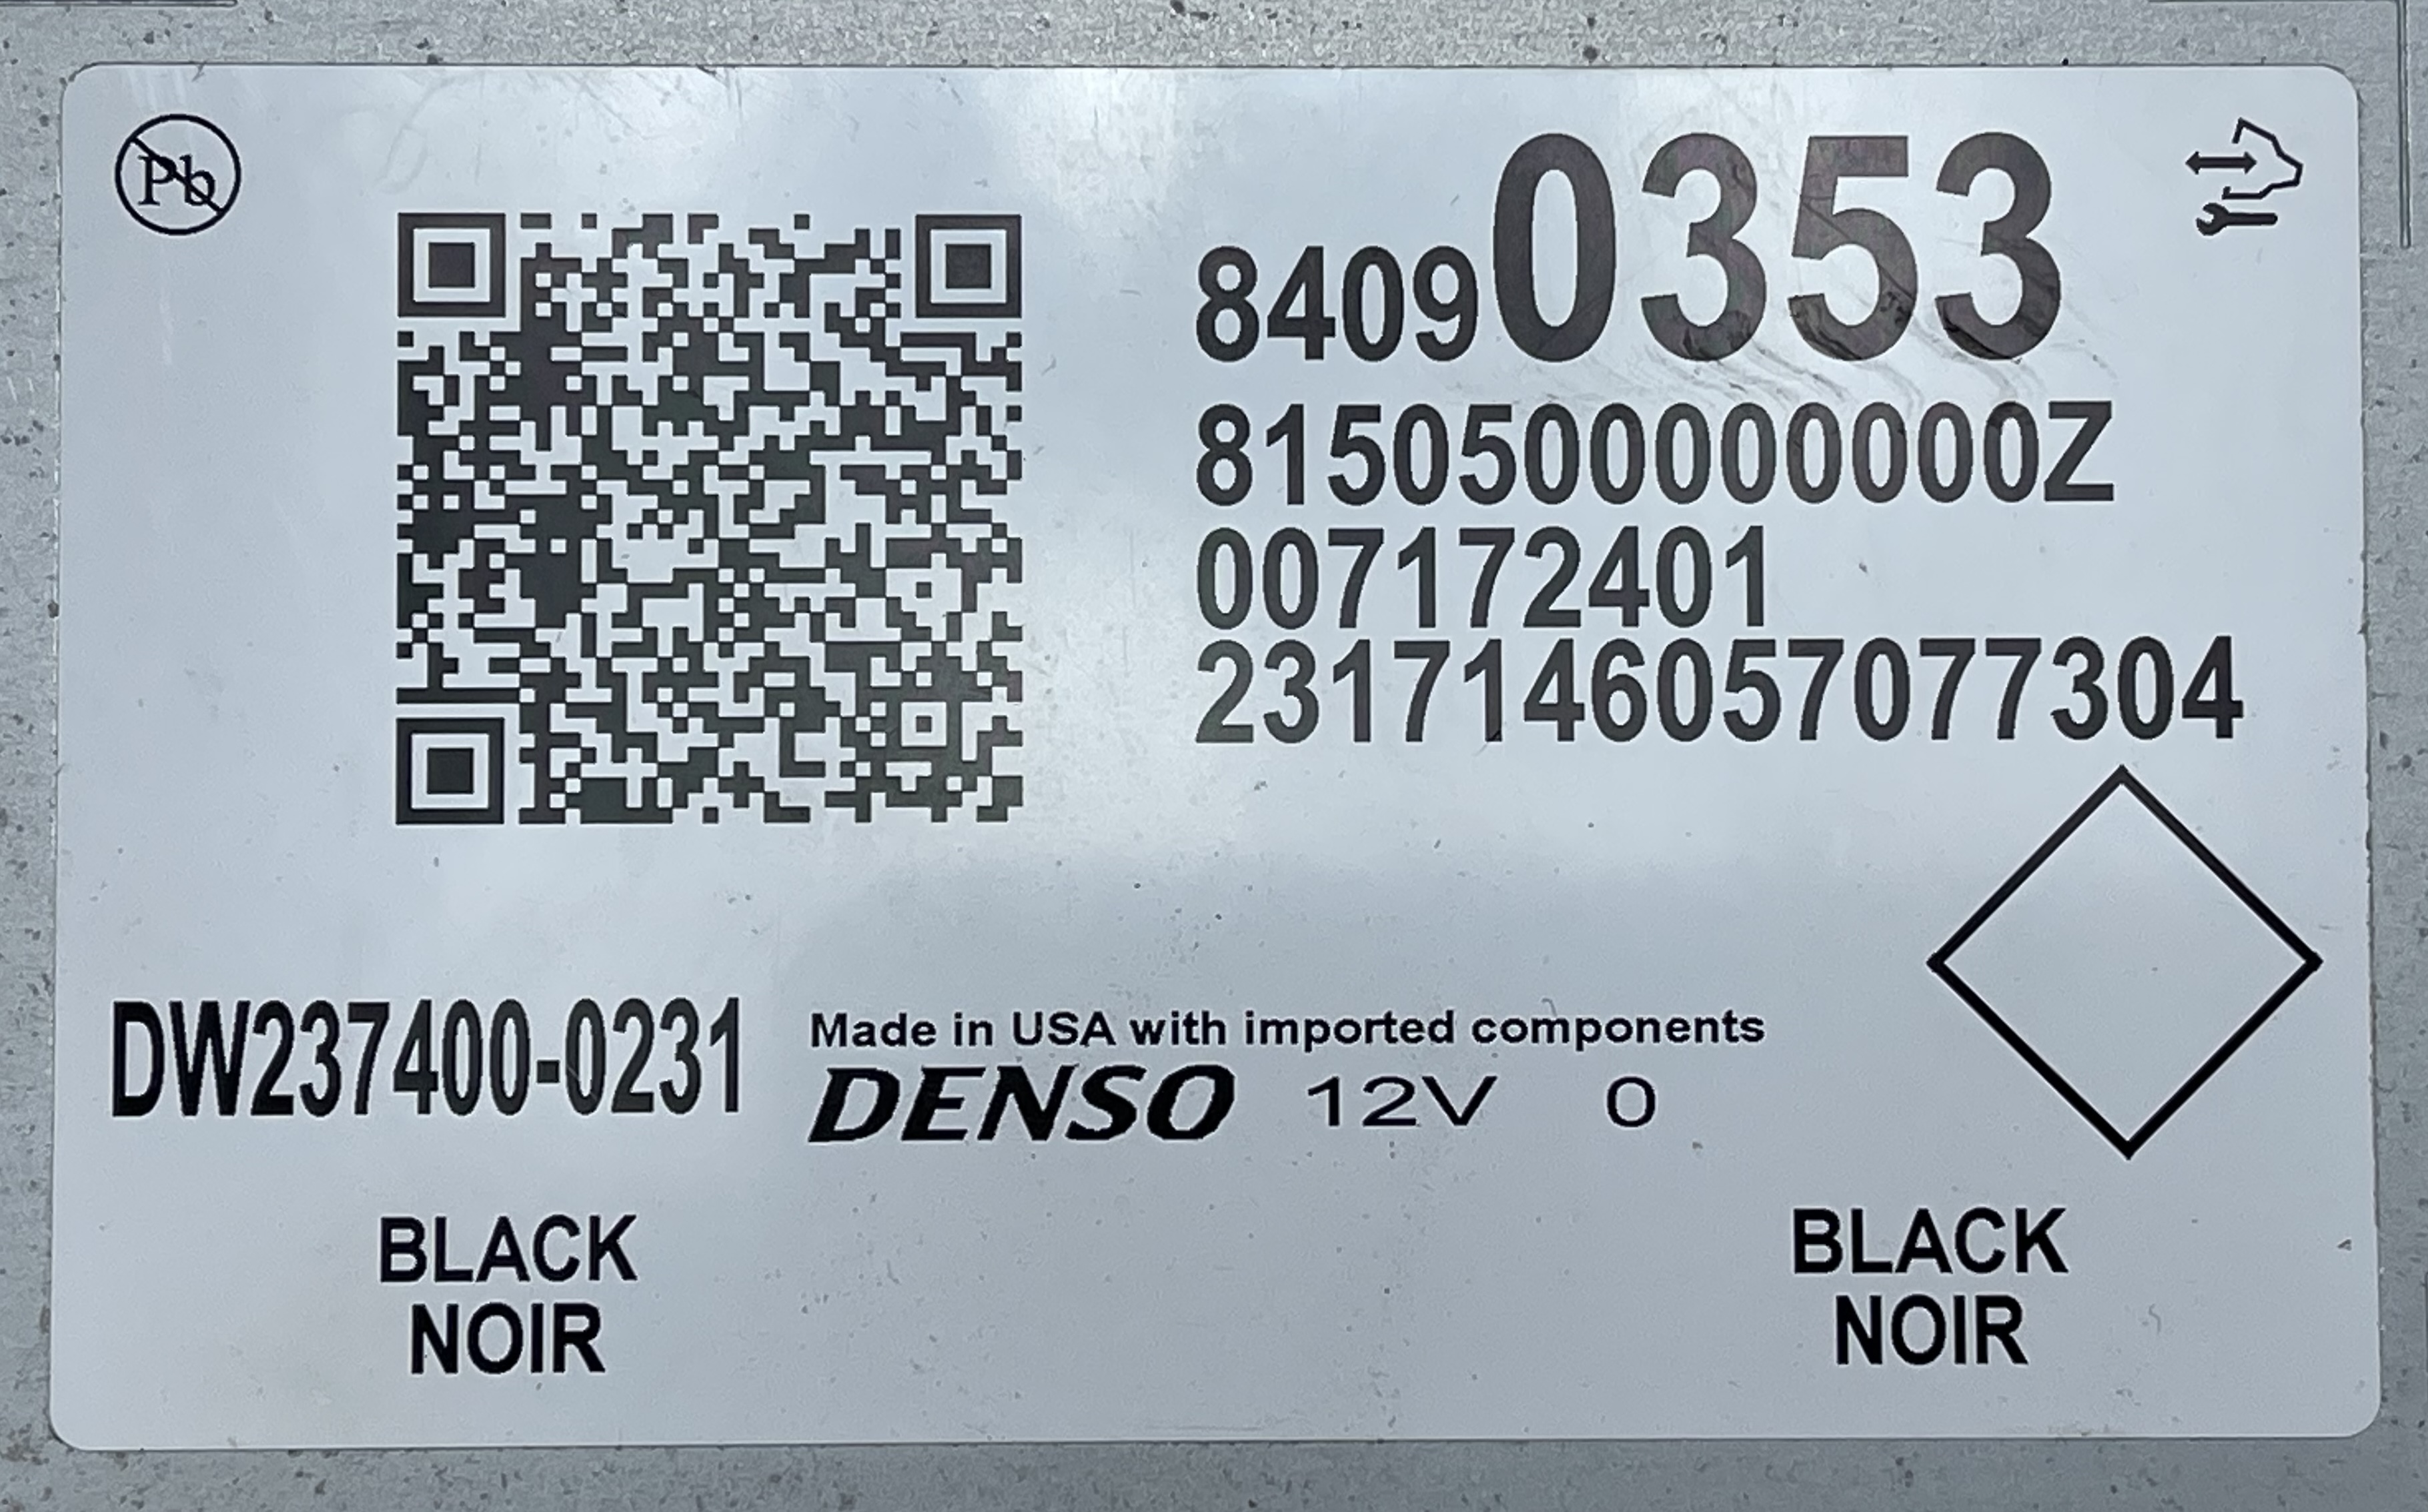 Pb
84090353
8150500000000Z
007172401
2317146057077304
DW237400-0231
Made in USA with imported components
DENSO 12V 0
BLACK
NOIR
BLACK
NOIR